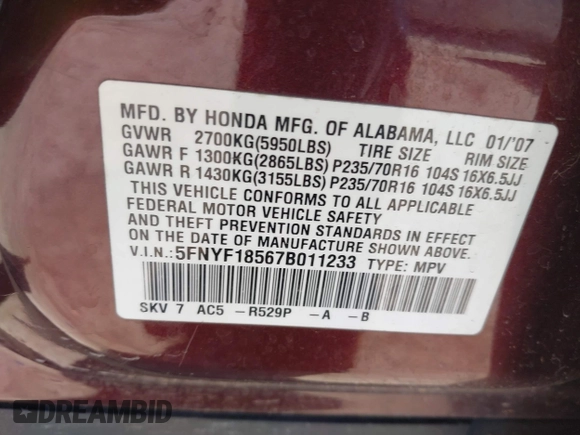 MFD. BY HONDA MFG. OF ALABAMA, LLC 01/'07
GVWR 2700KG(5950LBS) TIRE SIZE RIM SIZE
GAWR F 1300KG(2865LBS) P235/70R16 104S 16X6.5JJ
GAWR R 1430KG(3155LBS) P235/70R16 104S 16X6.5JJ
THIS VEHICLE CONFORMS TO ALL APPLICABLE
FEDERAL MOTOR VEHICLE SAFETY
AND THEFT PREVENTION STANDARDS IN EFFECT
ON THE DATE OF MANUFACTURE SHOWN ABOVE.
V.I.N.: 5FNYF18567B011233 TYPE: MPV
SKV 7 AC5 –R529P –A –B
DREAMBID